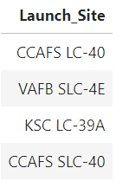 Launch_Site
CCAFS LC-40
VAFB SLC-4E
KSC LC-39A
CCAFS SLC-40